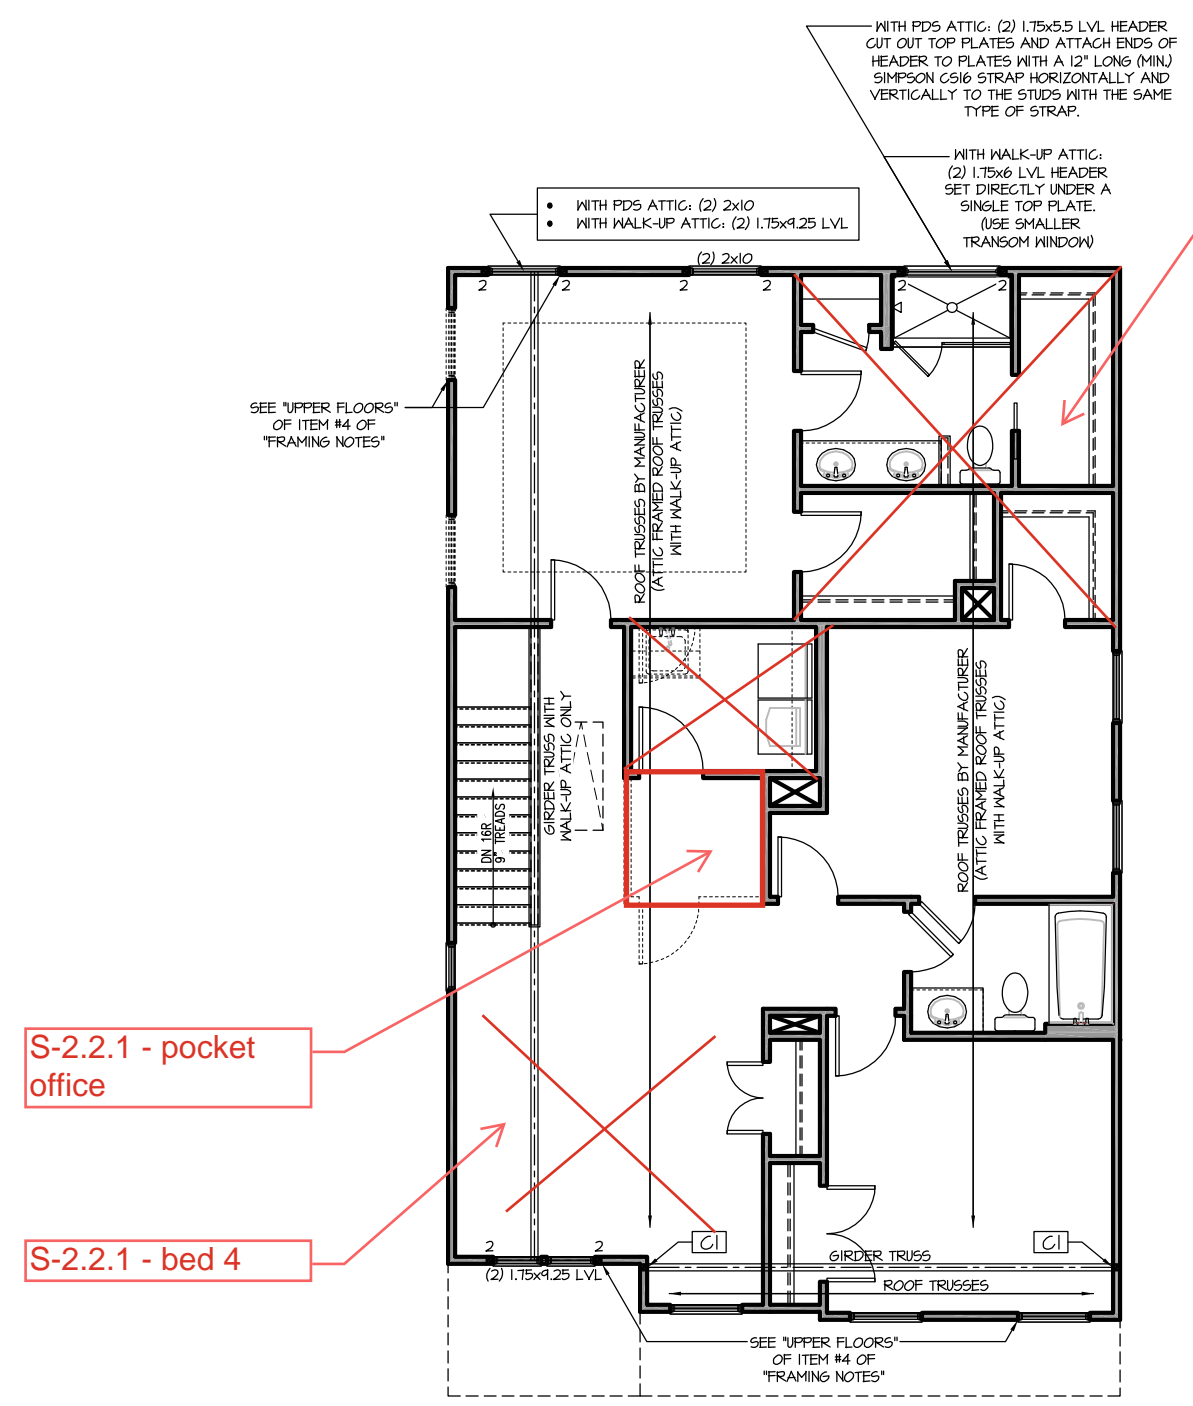 WITH PDS ATTIC: (2) 1.75x5.5 LVL HEADER
CUT OUT TOP PLATES AND ATTACH ENDS OF
HEADER TO PLATES WITH A 12" LONG (MIN.)
SIMPSON CS16 STRAP HORIZONTALLY AND
VERTICALLY TO THE STUDS WITH THE SAME
TYPE OF STRAP.
WITH WALK-UP ATTIC:
(2) 1.75x6 LVL HEADER
SET DIRECTLY UNDER A
SINGLE TOP PLATE.
(USE SMALLER
TRANSOM WINDOW)
• WITH PDS ATTIC: (2) 2x10
• WITH WALK-UP ATTIC: (2) 1.75x9.25 LVL
(2) 2x10
2 2 2 2 2 2
SEE "UPPER FLOORS"
OF ITEM #4 OF
"FRAMING NOTES"
ROOF TRUSSES BY MANUFACTURER
(ATTIC FRAMED ROOF TRUSSES
WITH WALK-UP ATTIC)
GIRDER TRUSS WITH
WALK-UP ATTIC ONLY
ROOF TRUSSES BY MANUFACTURER
(ATTIC FRAMED ROOF TRUSSES
WITH WALK-UP ATTIC)
DN 16R
9" TREADS
S-2.2.1 - pocket
office
S-2.2.1 - bed 4
2 2
(2) 1.75x9.25 LVL
C1
C1
GIRDER TRUSS
ROOF TRUSSES
SEE "UPPER FLOORS"
OF ITEM #4 OF
"FRAMING NOTES"